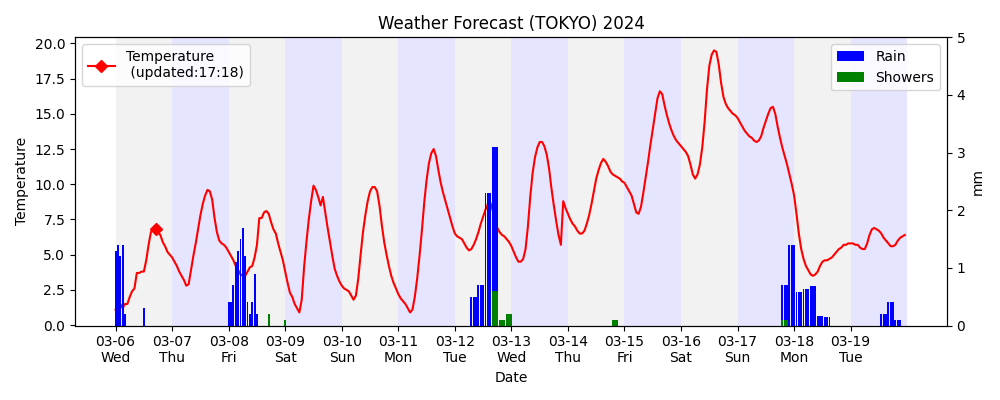 Weather Forecast (TOKYO) 2024
Temperature
(updated:17:18)
Rain
Showers
20.0
17.5
15.0
12.5
10.0
7.5
5.0
2.5
0.0
Temperature
5
4
3
2
1
0
mm
03-06 03-07 03-08 03-09 03-10 03-11 03-12 03-13 03-14 03-15 03-16 03-17 03-18 03-19
Wed Thu Fri Sat Sun Mon Tue Wed Thu Fri Sat Sun Mon Tue
Date